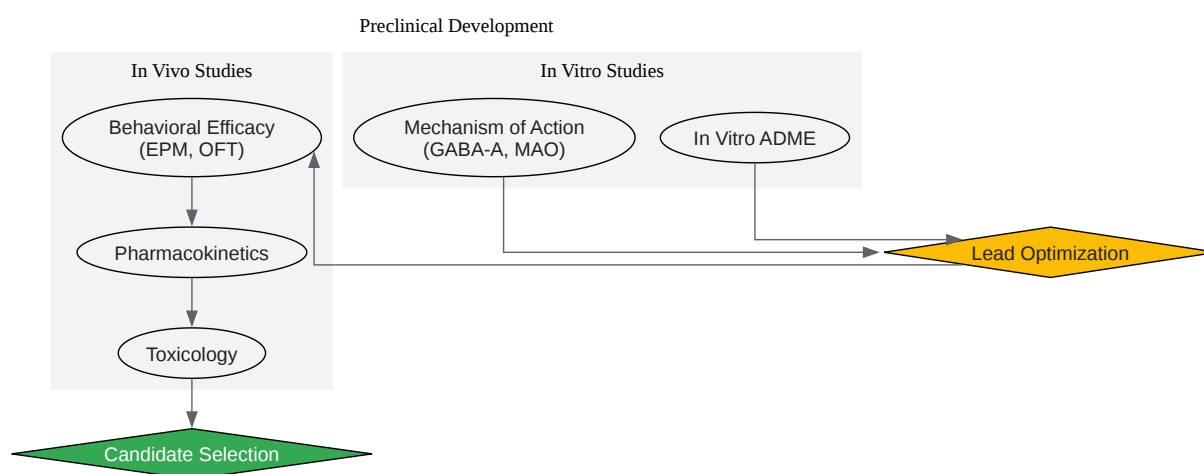 Preclinical Development
In Vivo Studies
In Vitro Studies
Behavioral Efficacy
(EPM, OFT)
Mechanism of Action
(GABA-A, MAO)
In Vitro ADME
Pharmacokinetics
Lead Optimization
Toxicology
Candidate Selection